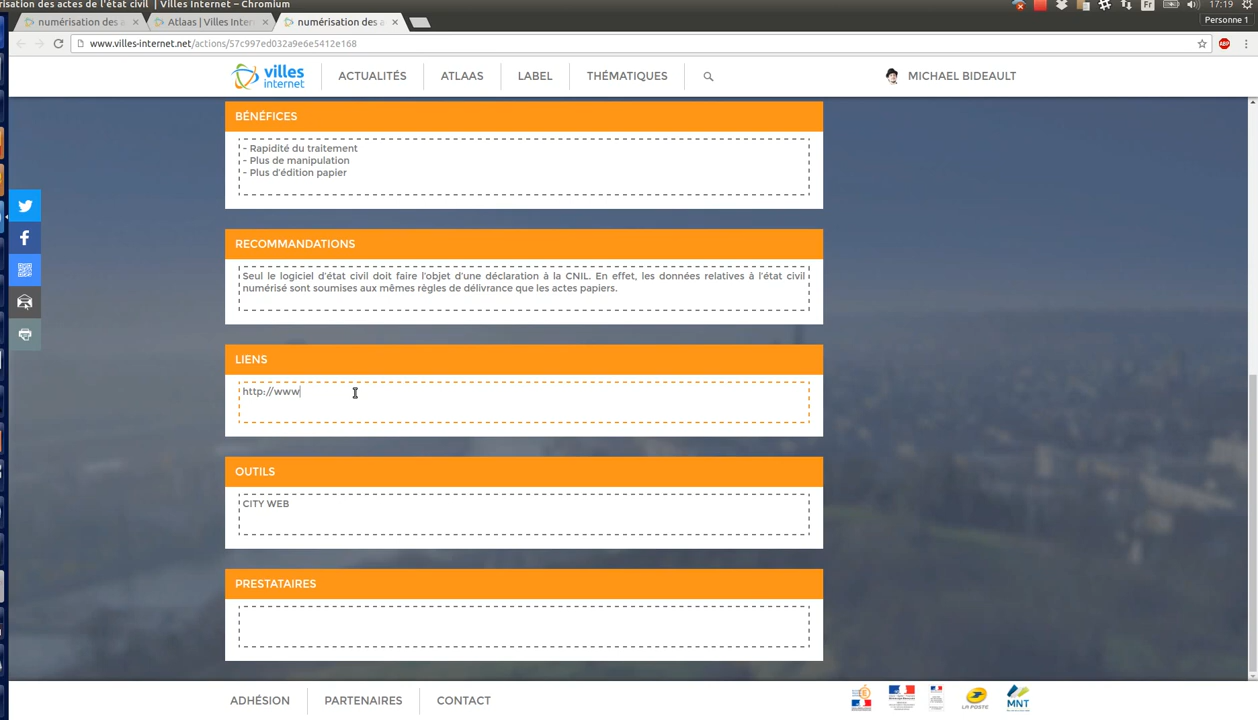 risation des actes de l'état civil | Villes Internet – Chromium
Fr
17:19
numérisation des a
Atlaas | Villes Inter
numérisation des a
Personne 1
www.villes-internet.net/actions/57c997ed032a9e6e5412e168
ABP
villes internet
ACTUALITÉS
ATLAAS
LABEL
THÉMATIQUES
MICHAEL BIDEAULT
BÉNÉFICES
- Rapidité du traitement
- Plus de manipulation
- Plus d'édition papier
RECOMMANDATIONS
Seul le logiciel d'état civil doit faire l'objet d'une déclaration à la CNIL. En effet, les données relatives à l'état civil
numérisé sont soumises aux mêmes règles de délivrance que les actes papiers.
LIENS
http://www
OUTILS
CITY WEB
PRESTATAIRES
ADHÉSION
PARTENAIRES
CONTACT
LA POSTE
MNT